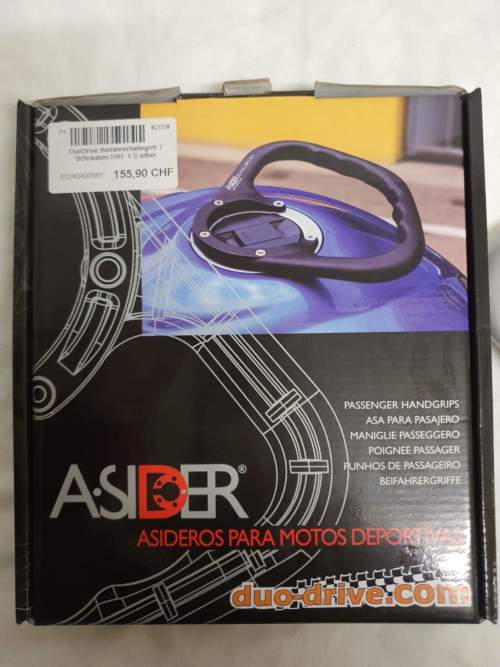 DuoDrive Beifahrerhaltegriff 7
Schrauben HRF 1.5 silber
155,90 CHF
A·SIDER®
PASSENGER HANDGRIPS
ASA PARA PASAJERO
MANIGLIE PASSEGGERO
POIGNEE PASSAGER
PUNHOS DE PASSAGEIRO
BEIFAHRERGRIFFE
ASIDEROS PARA MOTOS DEPORTIVAS
duo-drive.com